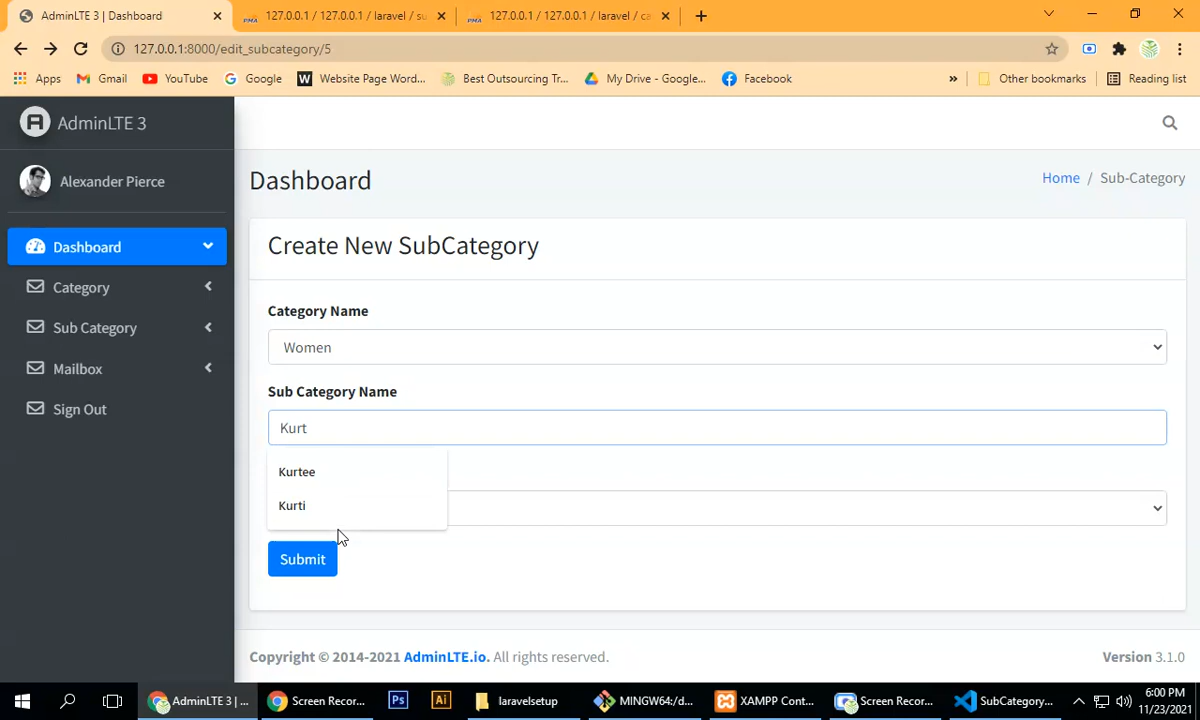 AdminLTE 3 | Dashboard
127.0.0.1 / 127.0.0.1 / laravel / su
127.0.0.1 / 127.0.0.1 / laravel / ca
127.0.0.1:8000/edit_subcategory/5
Apps
Gmail
YouTube
Google
Website Page Word...
Best Outsourcing Tr...
My Drive - Google...
Facebook
»
Other bookmarks
Reading list
AdminLTE 3
Alexander Pierce
Dashboard
Category
Sub Category
Mailbox
Sign Out
Dashboard
Home / Sub-Category
Create New SubCategory
Category Name
Women
Sub Category Name
Kurt
Kurtee
Kurti
Submit
Copyright © 2014-2021 AdminLTE.io. All rights reserved.
Version 3.1.0
AdminLTE 3 | ...
Screen Recor...
Ps
Ai
laravelsetup
MINGW64:/d...
XAMPP Cont...
Screen Recor...
SubCategory...
6:00 PM
11/23/2021